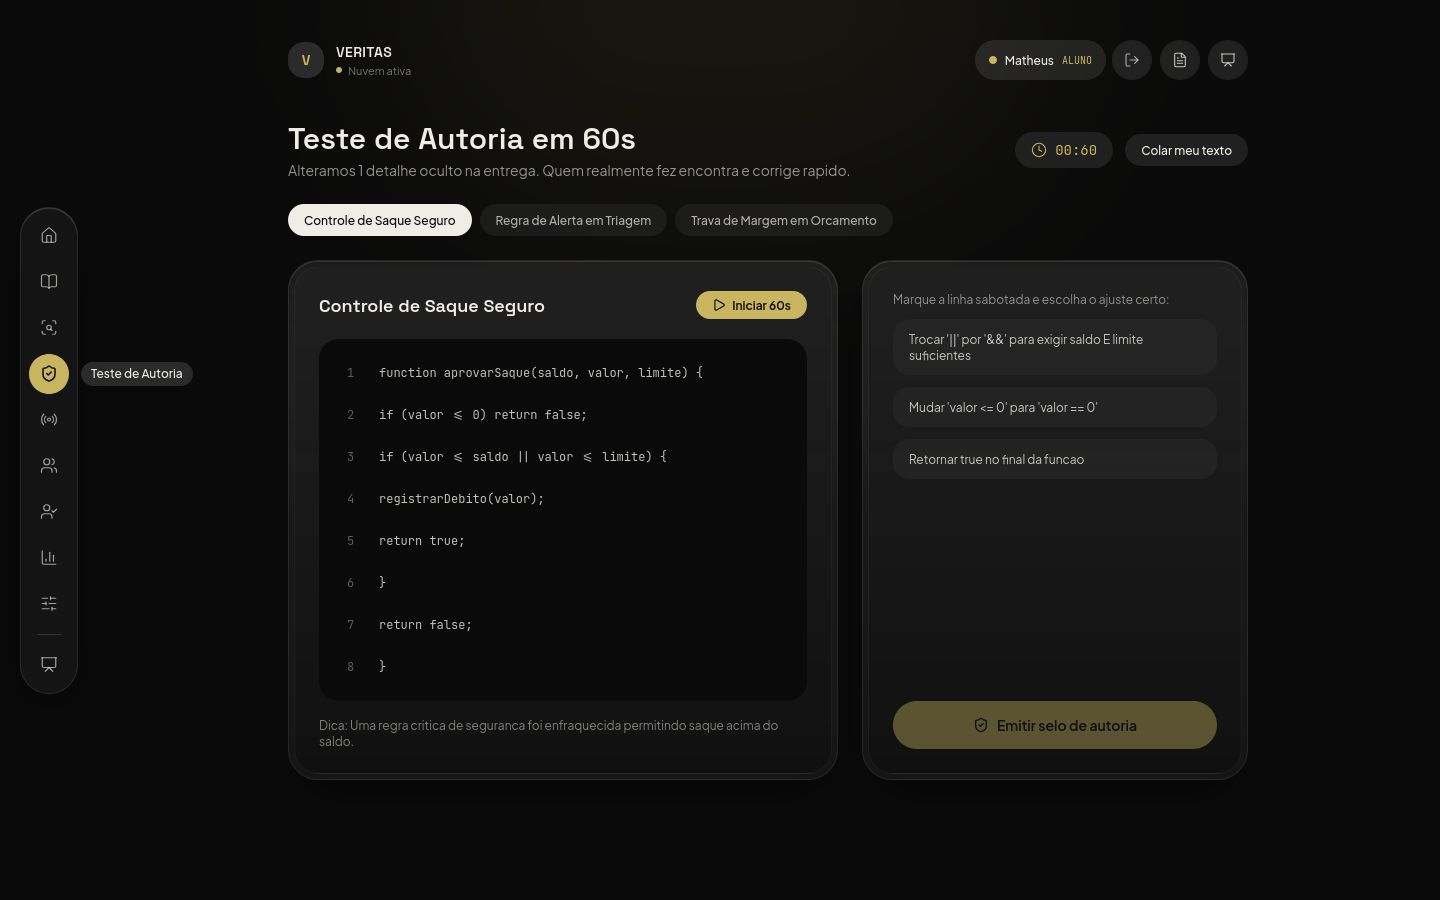 V
VERITAS
Nuvem ativa
Matheus ALUNO
Teste de Autoria em 60s
Alteramos 1 detalhe oculto na entrega. Quem realmente fez encontra e corrige rapido.
00:60
Colar meu texto
Controle de Saque Seguro
Regra de Alerta em Triagem
Trava de Margem em Orcamento
Teste de Autoria
Controle de Saque Seguro
Iniciar 60s
1 function aprovarSaque(saldo, valor, limite) {
2 if (valor <= 0) return false;
3 if (valor <= saldo || valor <= limite) {
4 registrarDebito(valor);
5 return true;
6 }
7 return false;
8 }
Dica: Uma regra critica de seguranca foi enfraquecida permitindo saque acima do
saldo.
Marque a linha sabotada e escolha o ajuste certo:
Trocar '||' por '&&' para exigir saldo E limite
suficientes
Mudar 'valor <= 0' para 'valor == 0'
Retornar true no final da funcao
Emitir selo de autoria